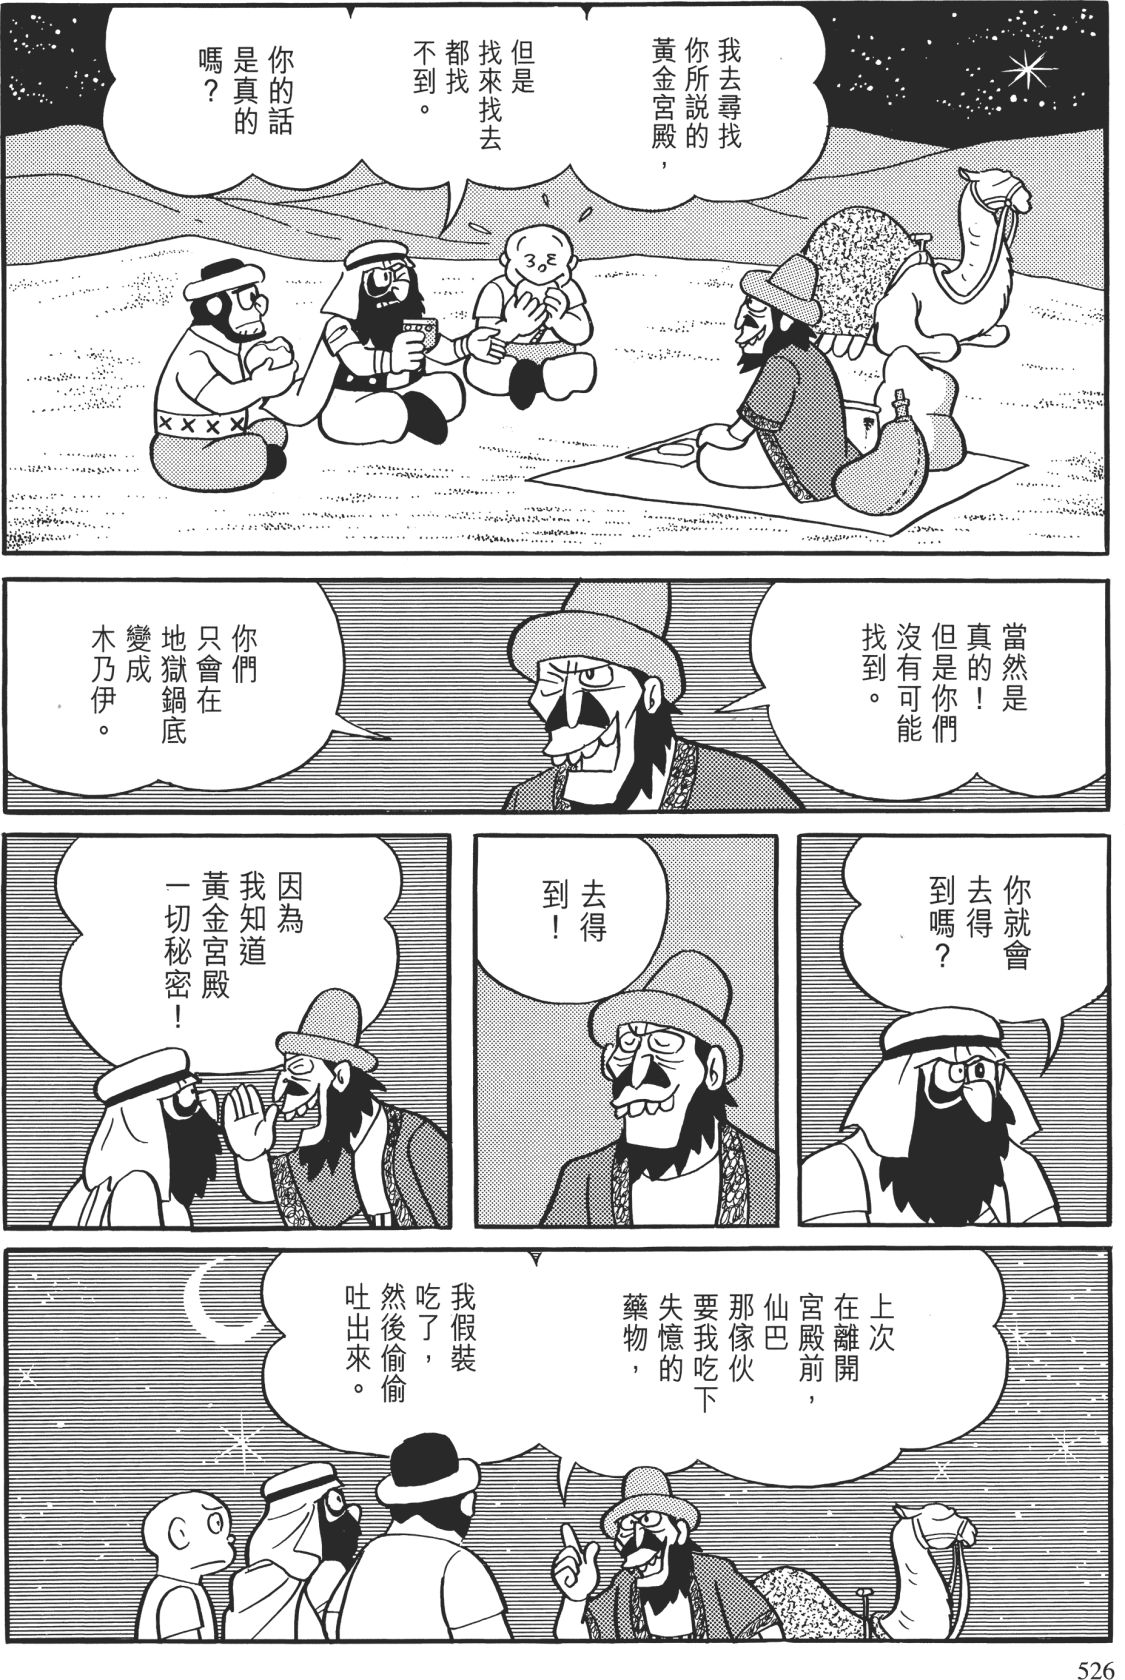 我去尋找
你所說的
黃金宮殿，
但是
找來找去
都找
不到。
你的話
是真的
嗎？
當然是
真的！
但是你們
沒有可能
找到。
你們
只會在
地獄鍋底
變成
木乃伊。
你就會
去得
到嗎？
去得
到！
因為
我知道
黃金宮殿
一切秘密！
上次
在離開
宮殿前，
仙巴
那傢伙
要我吃下
失憶的
藥物，
我假裝
吃了，
然後偷偷
吐出來。
526